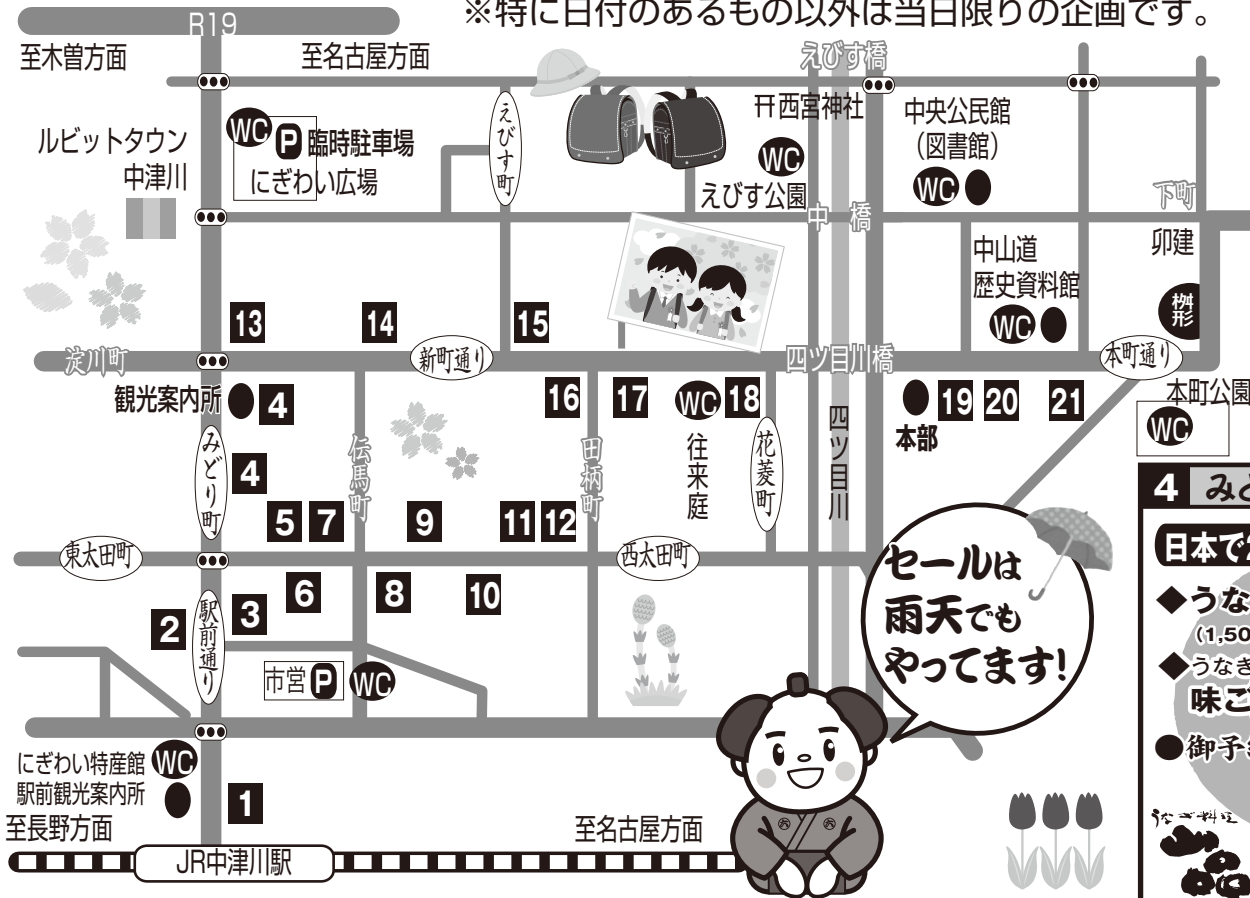 ※特に日付のあるもの以外は当日限りの企画です。
R19
至木曽方面
至名古屋方面
えびす橋
ルビットタウン
中津川
WC P 臨時駐車場
にぎわい広場
えびす町
西宮神社
WC
えびす公園
中央公民館
(図書館)
WC
下町
中橋
中山道
歴史資料館
WC
卯建
桝形
13
14
15
淀川町
新町通り
四ツ目川橋
本町通り
観光案内所
4
16
17
WC
18
往来庭
花菱町
四ツ目川
本部
19
20
21
本町公園
WC
みどり町
4
伝馬町
田柄町
5
7
9
11
12
東太田町
西太田町
2
駅前通り
3
6
8
10
市営 P WC
セールは
雨天でも
やってます!
にぎわい特産館 WC
駅前観光案内所
1
至長野方面
至名古屋方面
JR中津川駅
4 みど
日本で2
◆うな
(1,50
◆うなぎ
味ご
●御予
うなぎ料理